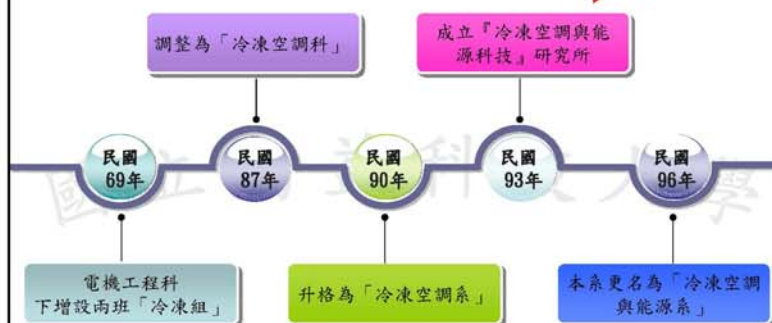 調整為「冷凍空調科」
成立『冷凍空調與能
源科技』研究所
民國
69年
民國
87年
民國
90年
民國
93年
民國
96年
電機工程科
下增設兩班「冷凍組」
升格為「冷凍空調系」
本系更名為「冷凍空調
與能源系」